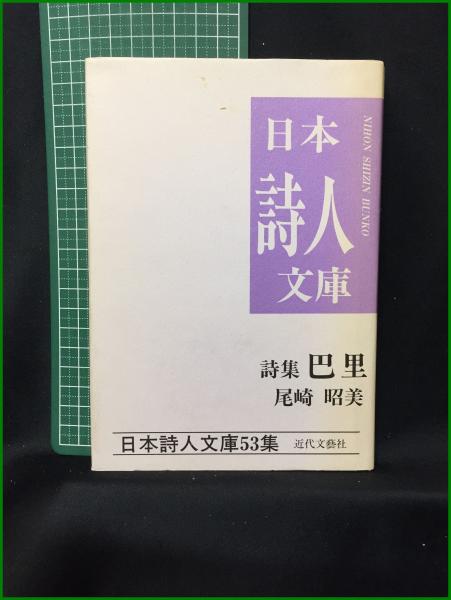 日本
詩人
文庫
NIHON SHIZIN BUNKO
詩集 巴里
尾崎 昭美
日本詩人文庫53集 近代文藝社